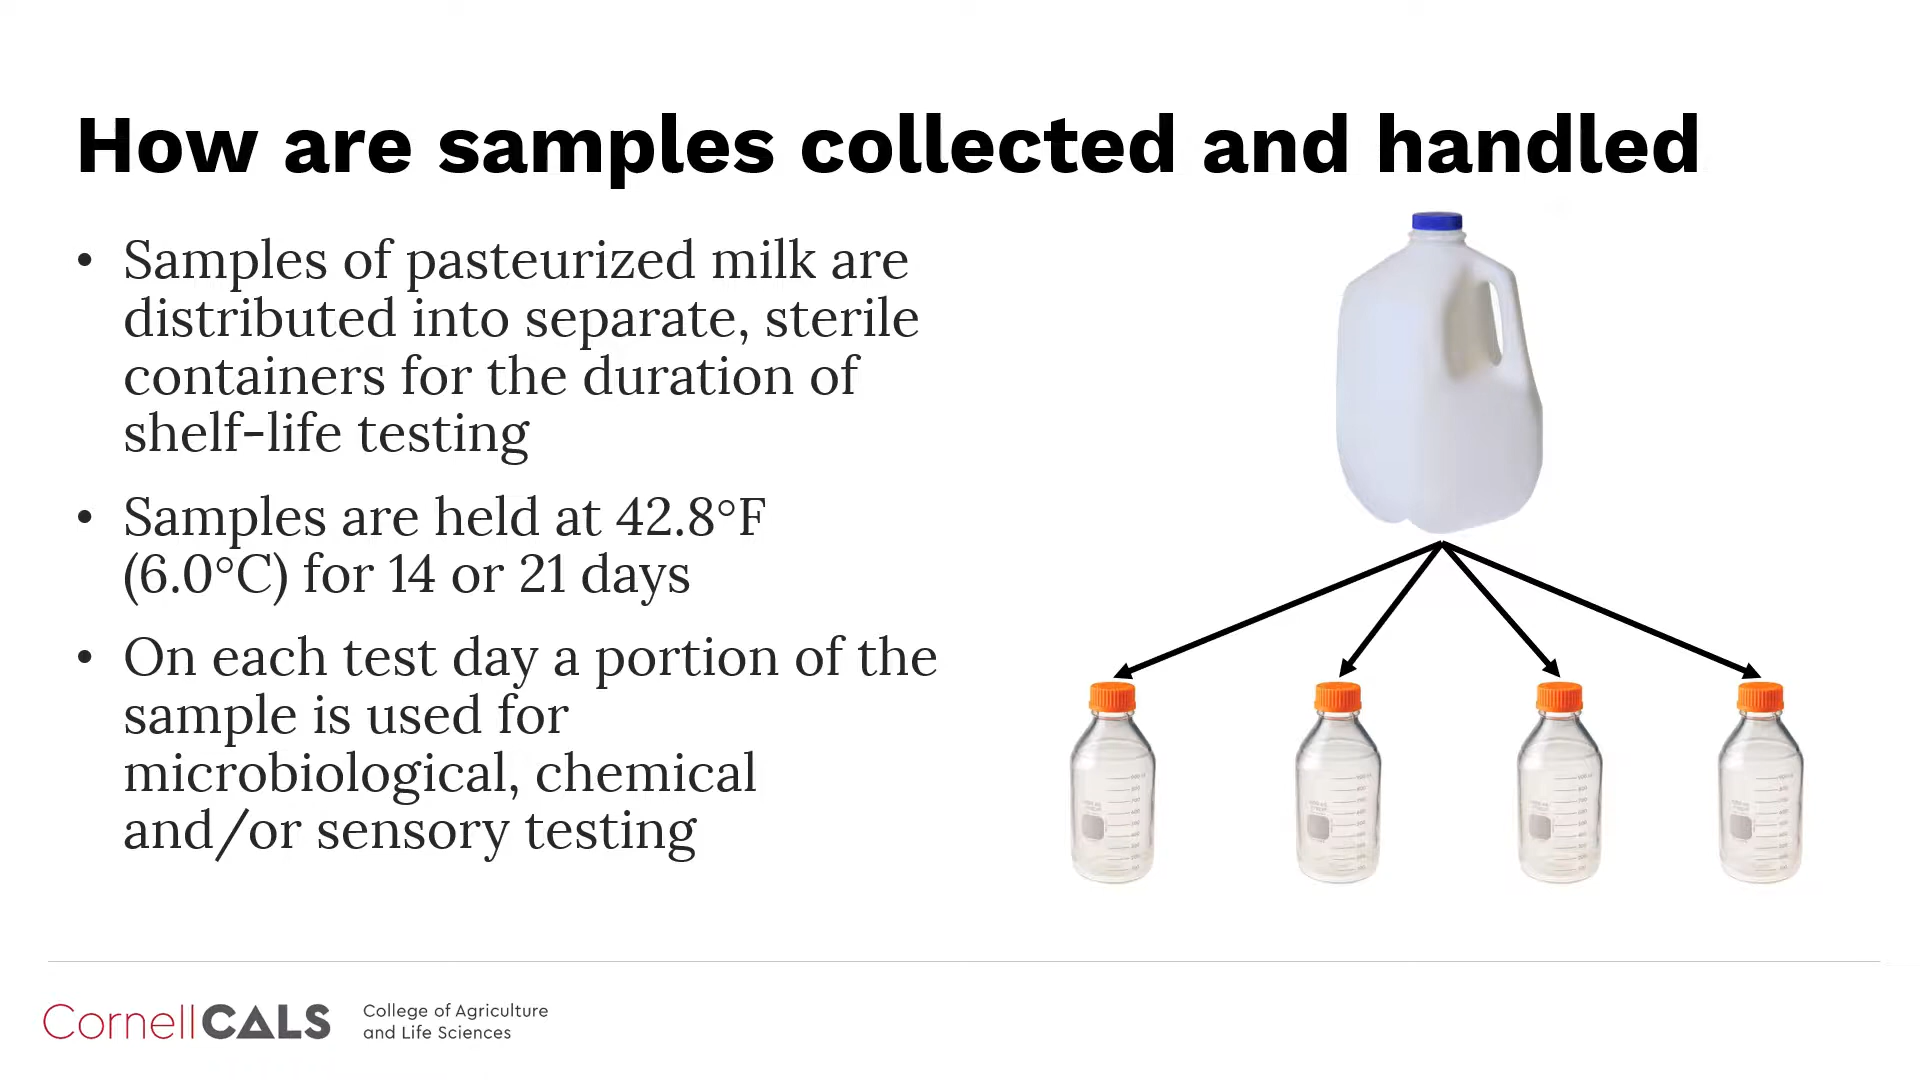 How are samples collected and handled
• Samples of pasteurized milk are
distributed into separate, sterile
containers for the duration of
shelf-life testing
• Samples are held at 42.8°F
(6.0°C) for 14 or 21 days
• On each test day a portion of the
sample is used for
microbiological, chemical
and/or sensory testing
CornellCALS
College of Agriculture
and Life Sciences